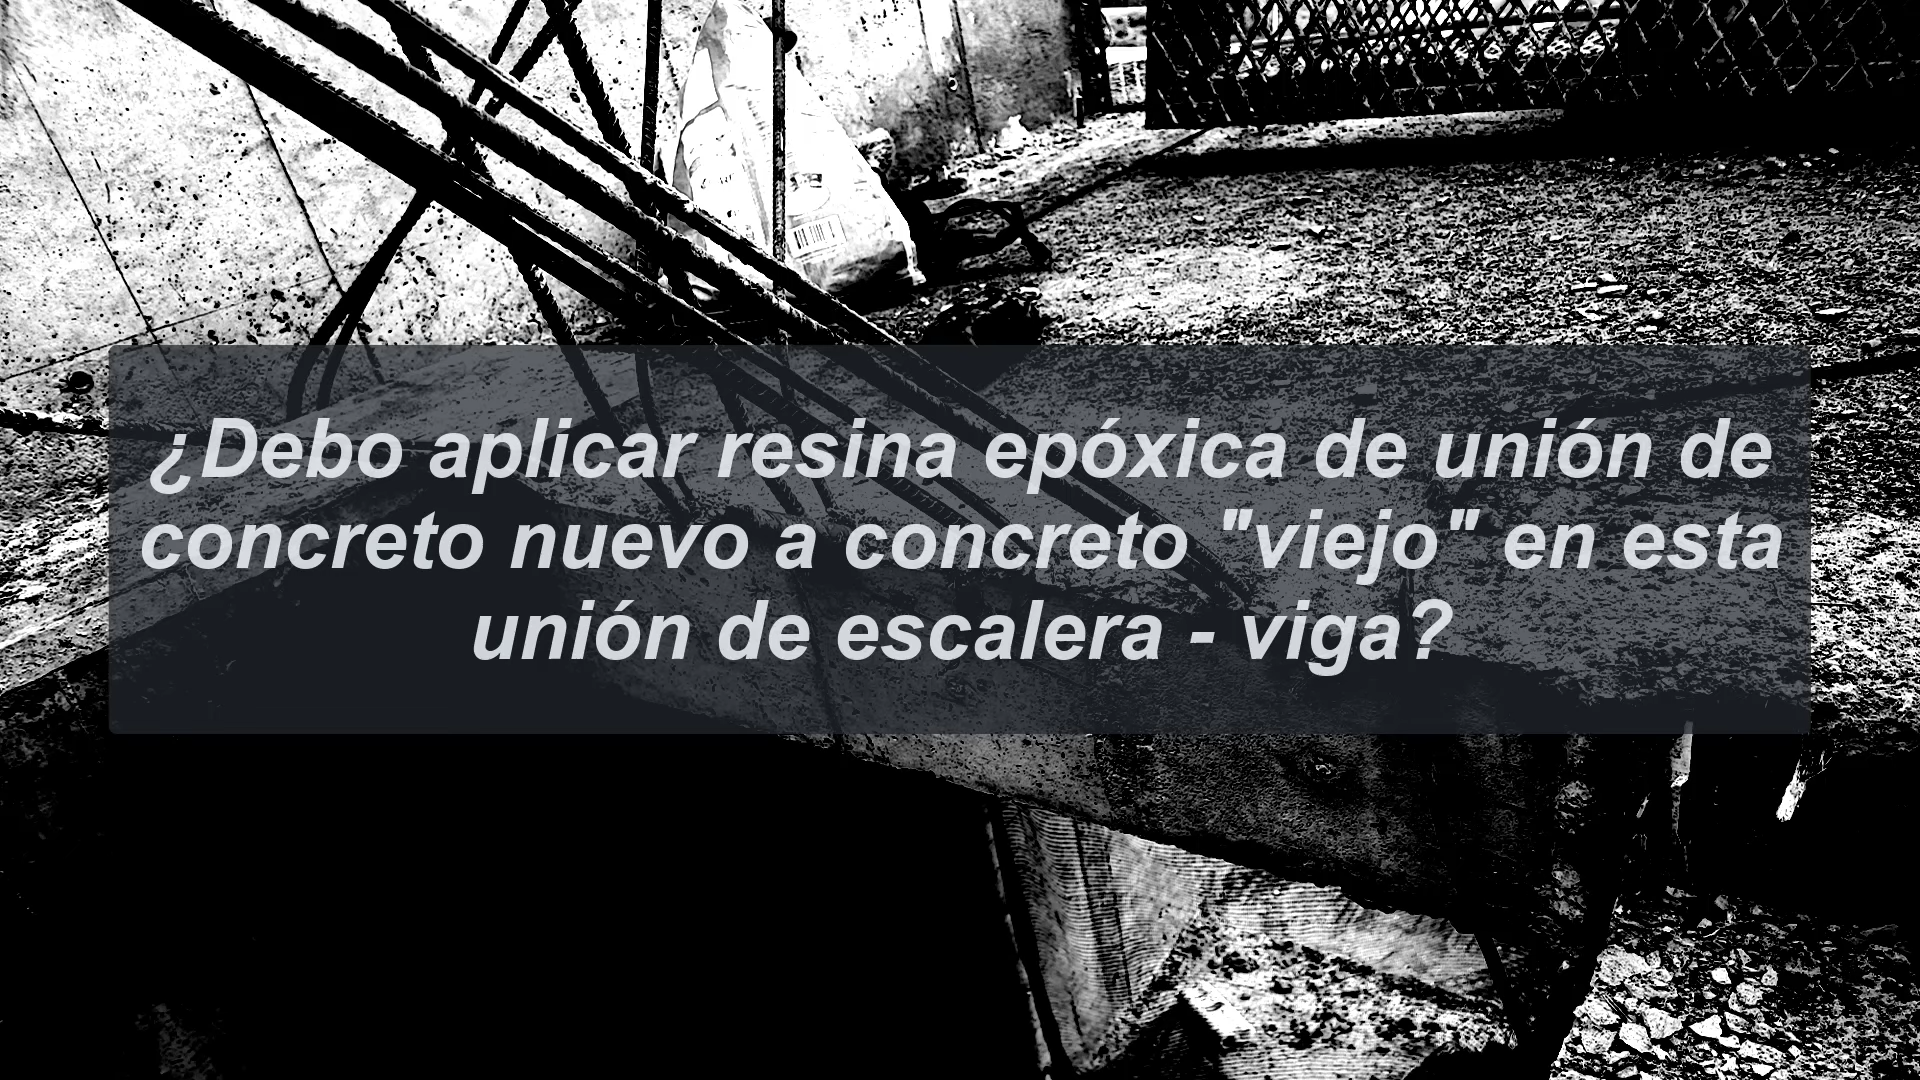 ¿Debo aplicar resina epóxica de unión de
concreto nuevo a concreto "viejo" en esta
unión de escalera - viga?